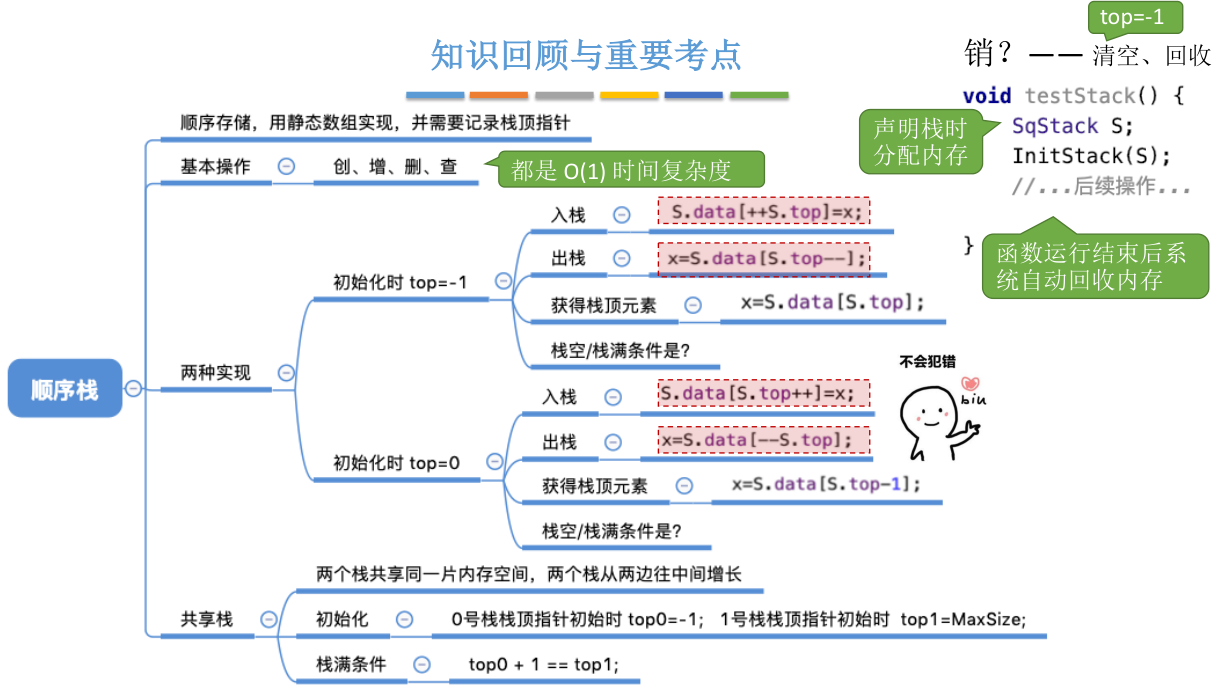 知识回顾与重要考点
top=-1
销？—— 清空、回收
void testStack() {
SqStack S;
InitStack(S);
//...后续操作...
}
声明栈时
分配内存
函数运行结束后系
统自动回收内存
顺序栈
顺序存储，用静态数组实现，并需要记录栈顶指针
基本操作
创、增、删、查
都是 O(1) 时间复杂度
两种实现
初始化时 top=-1
入栈
S.data[++S.top]=x;
出栈
x=S.data[S.top--];
获得栈顶元素
x=S.data[S.top];
栈空/栈满条件是?
初始化时 top=0
入栈
S.data[S.top++]=x;
出栈
x=S.data[--S.top];
获得栈顶元素
x=S.data[S.top-1];
栈空/栈满条件是?
不会犯错
biu
共享栈
两个栈共享同一片内存空间，两个栈从两边往中间增长
初始化
0号栈栈顶指针初始时 top0=-1; 1号栈栈顶指针初始时 top1=MaxSize;
栈满条件
top0 + 1 == top1;